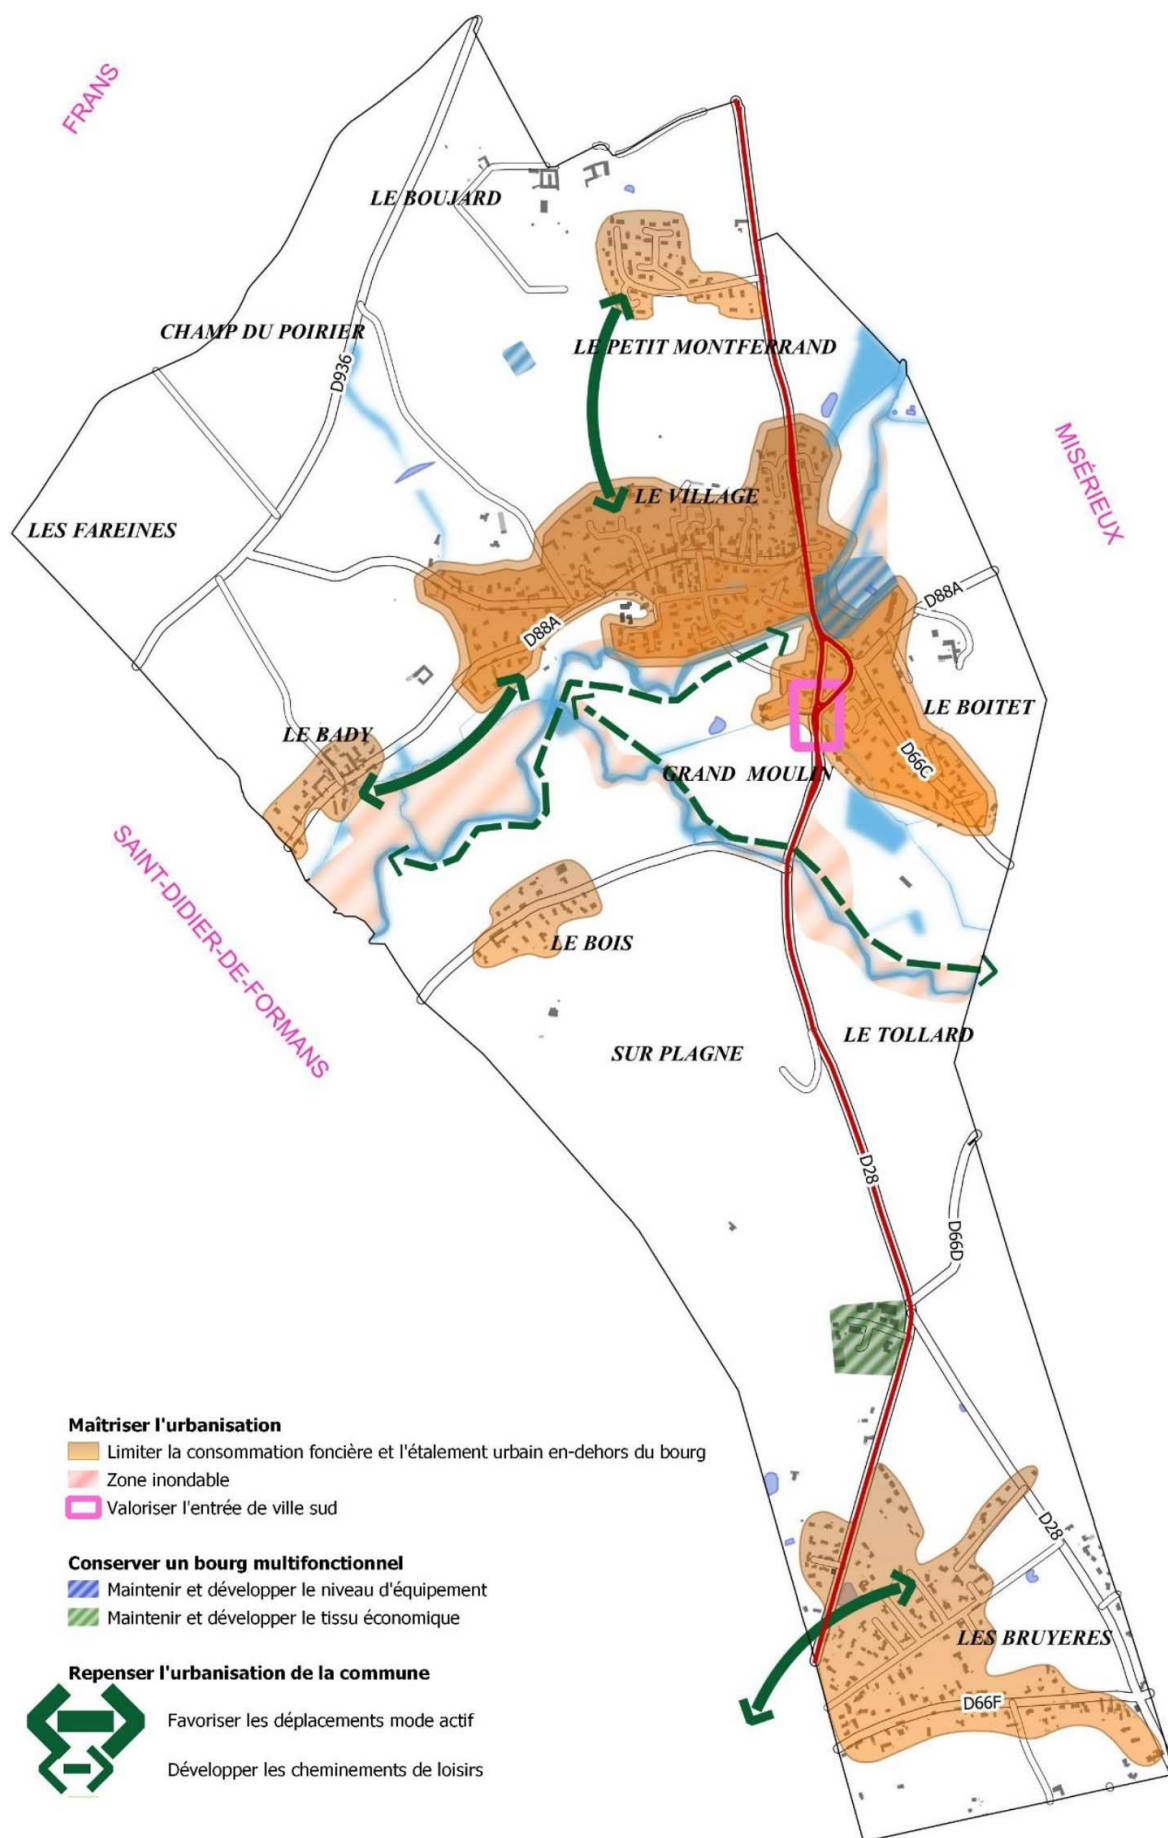 FRANS
LE BOUJARD
CHAMP DU POIRIER
LE PETIT MONTFERRAND
D936
MISÉRIEUX
LE VILLAGE
LES FAREINES
D88A
D88A
LE BOITET
LE BADY
D66C
GRAND MOULIN
SAINT-DIDIER-DE-FORMANS
LE BOIS
LE TOLLARD
SUR PLAGNE
D28
D66D
Maîtriser l'urbanisation
Limiter la consommation foncière et l'étalement urbain en-dehors du bourg
Zone inondable
Valoriser l'entrée de ville sud
D28
Conserver un bourg multifonctionnel
Maintenir et développer le niveau d'équipement
Maintenir et développer le tissu économique
LES BRUYERES
Repenser l'urbanisation de la commune
D66F
Favoriser les déplacements mode actif
Développer les cheminements de loisirs